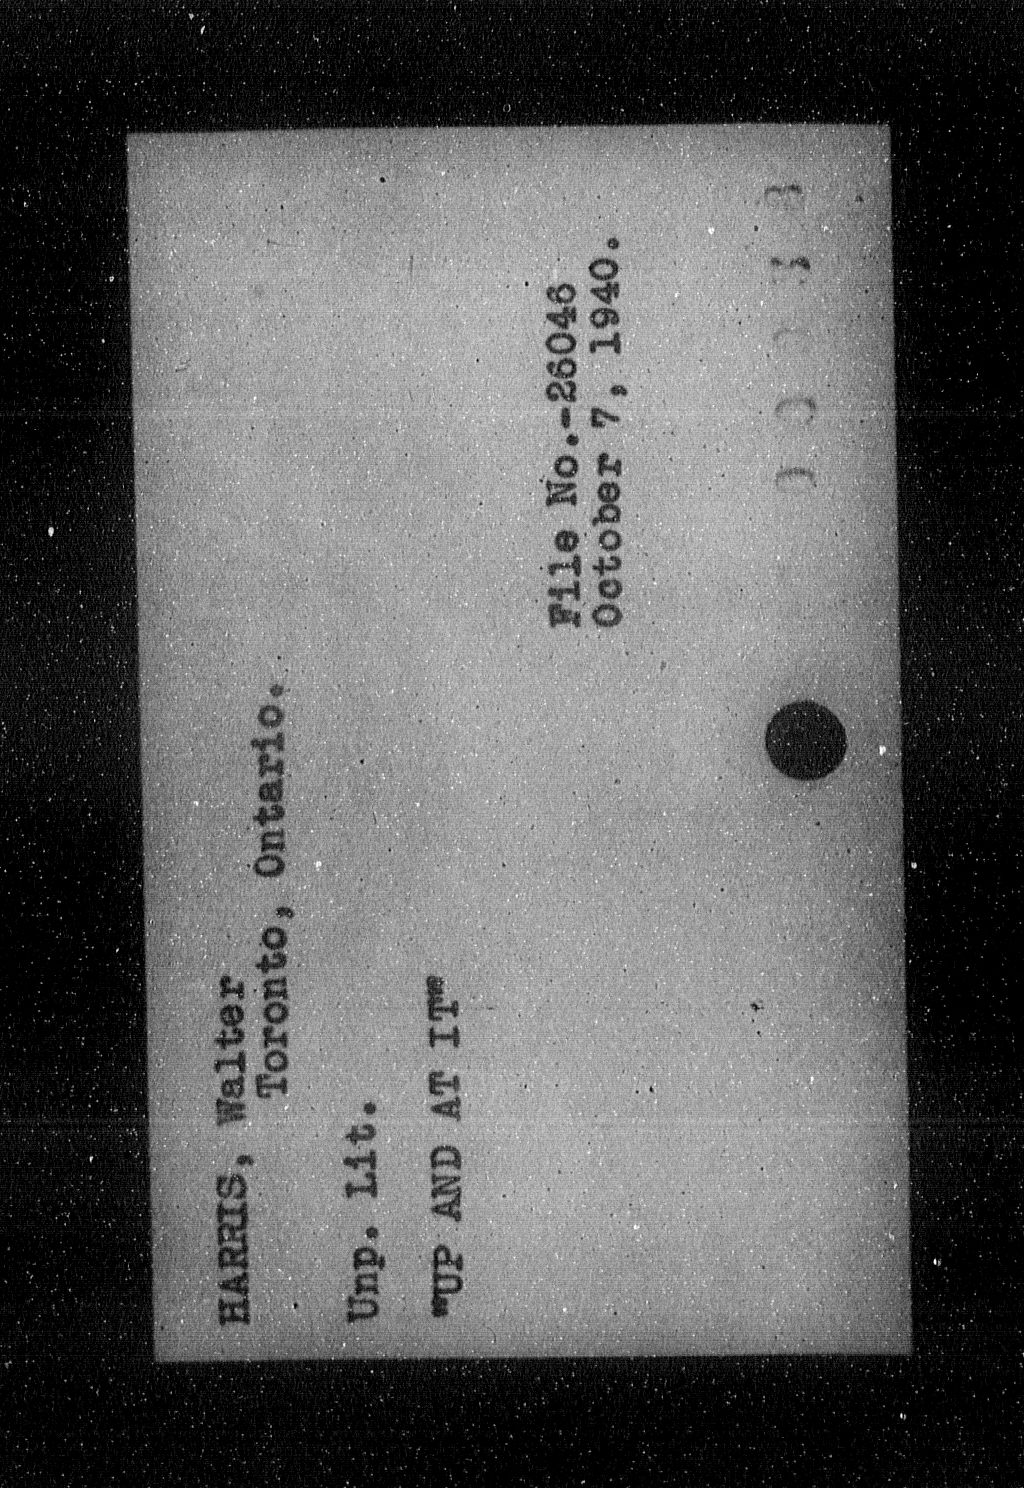 HARRIS, Walter
Toronto, Ontario.
Unp. Lit.
"UP AND AT IT"
File No.-26046
October 7, 1940.